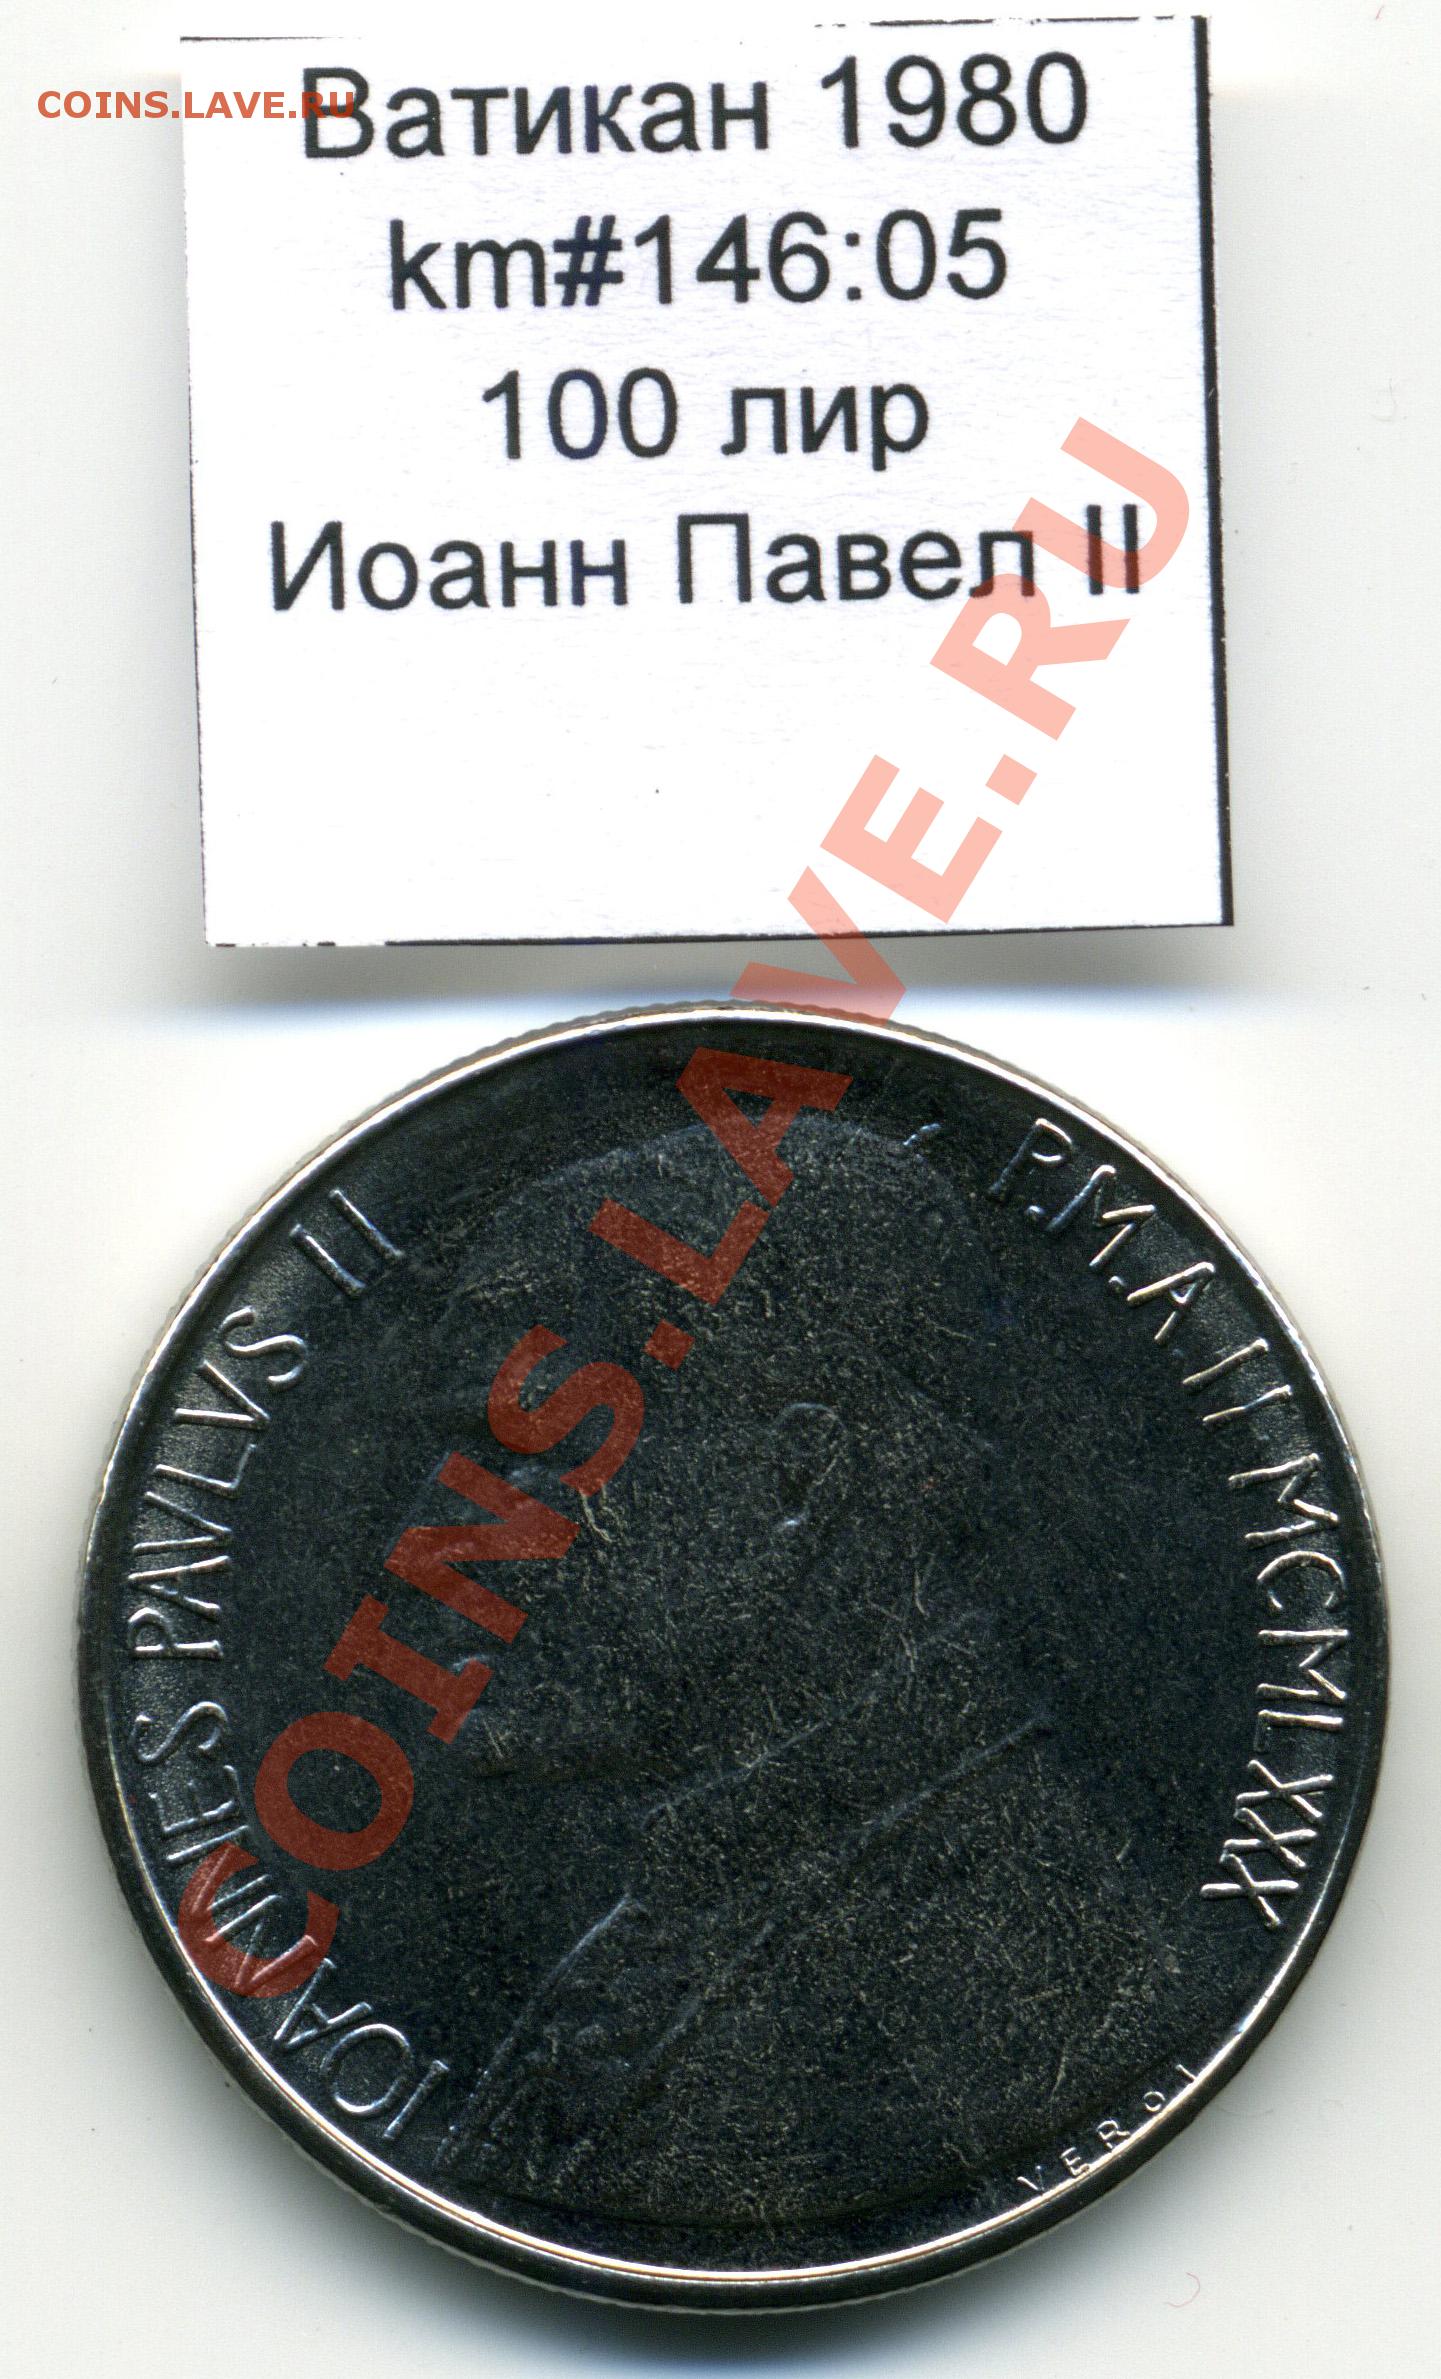 COINS.LAVE.RU
Ватикан 1980
km#146:05
100 лир
Иоанн Павел II
COINS.LAVE.RU
IOANNES PAVLVS II
P.M.A.II MCMLXXX
VEROI